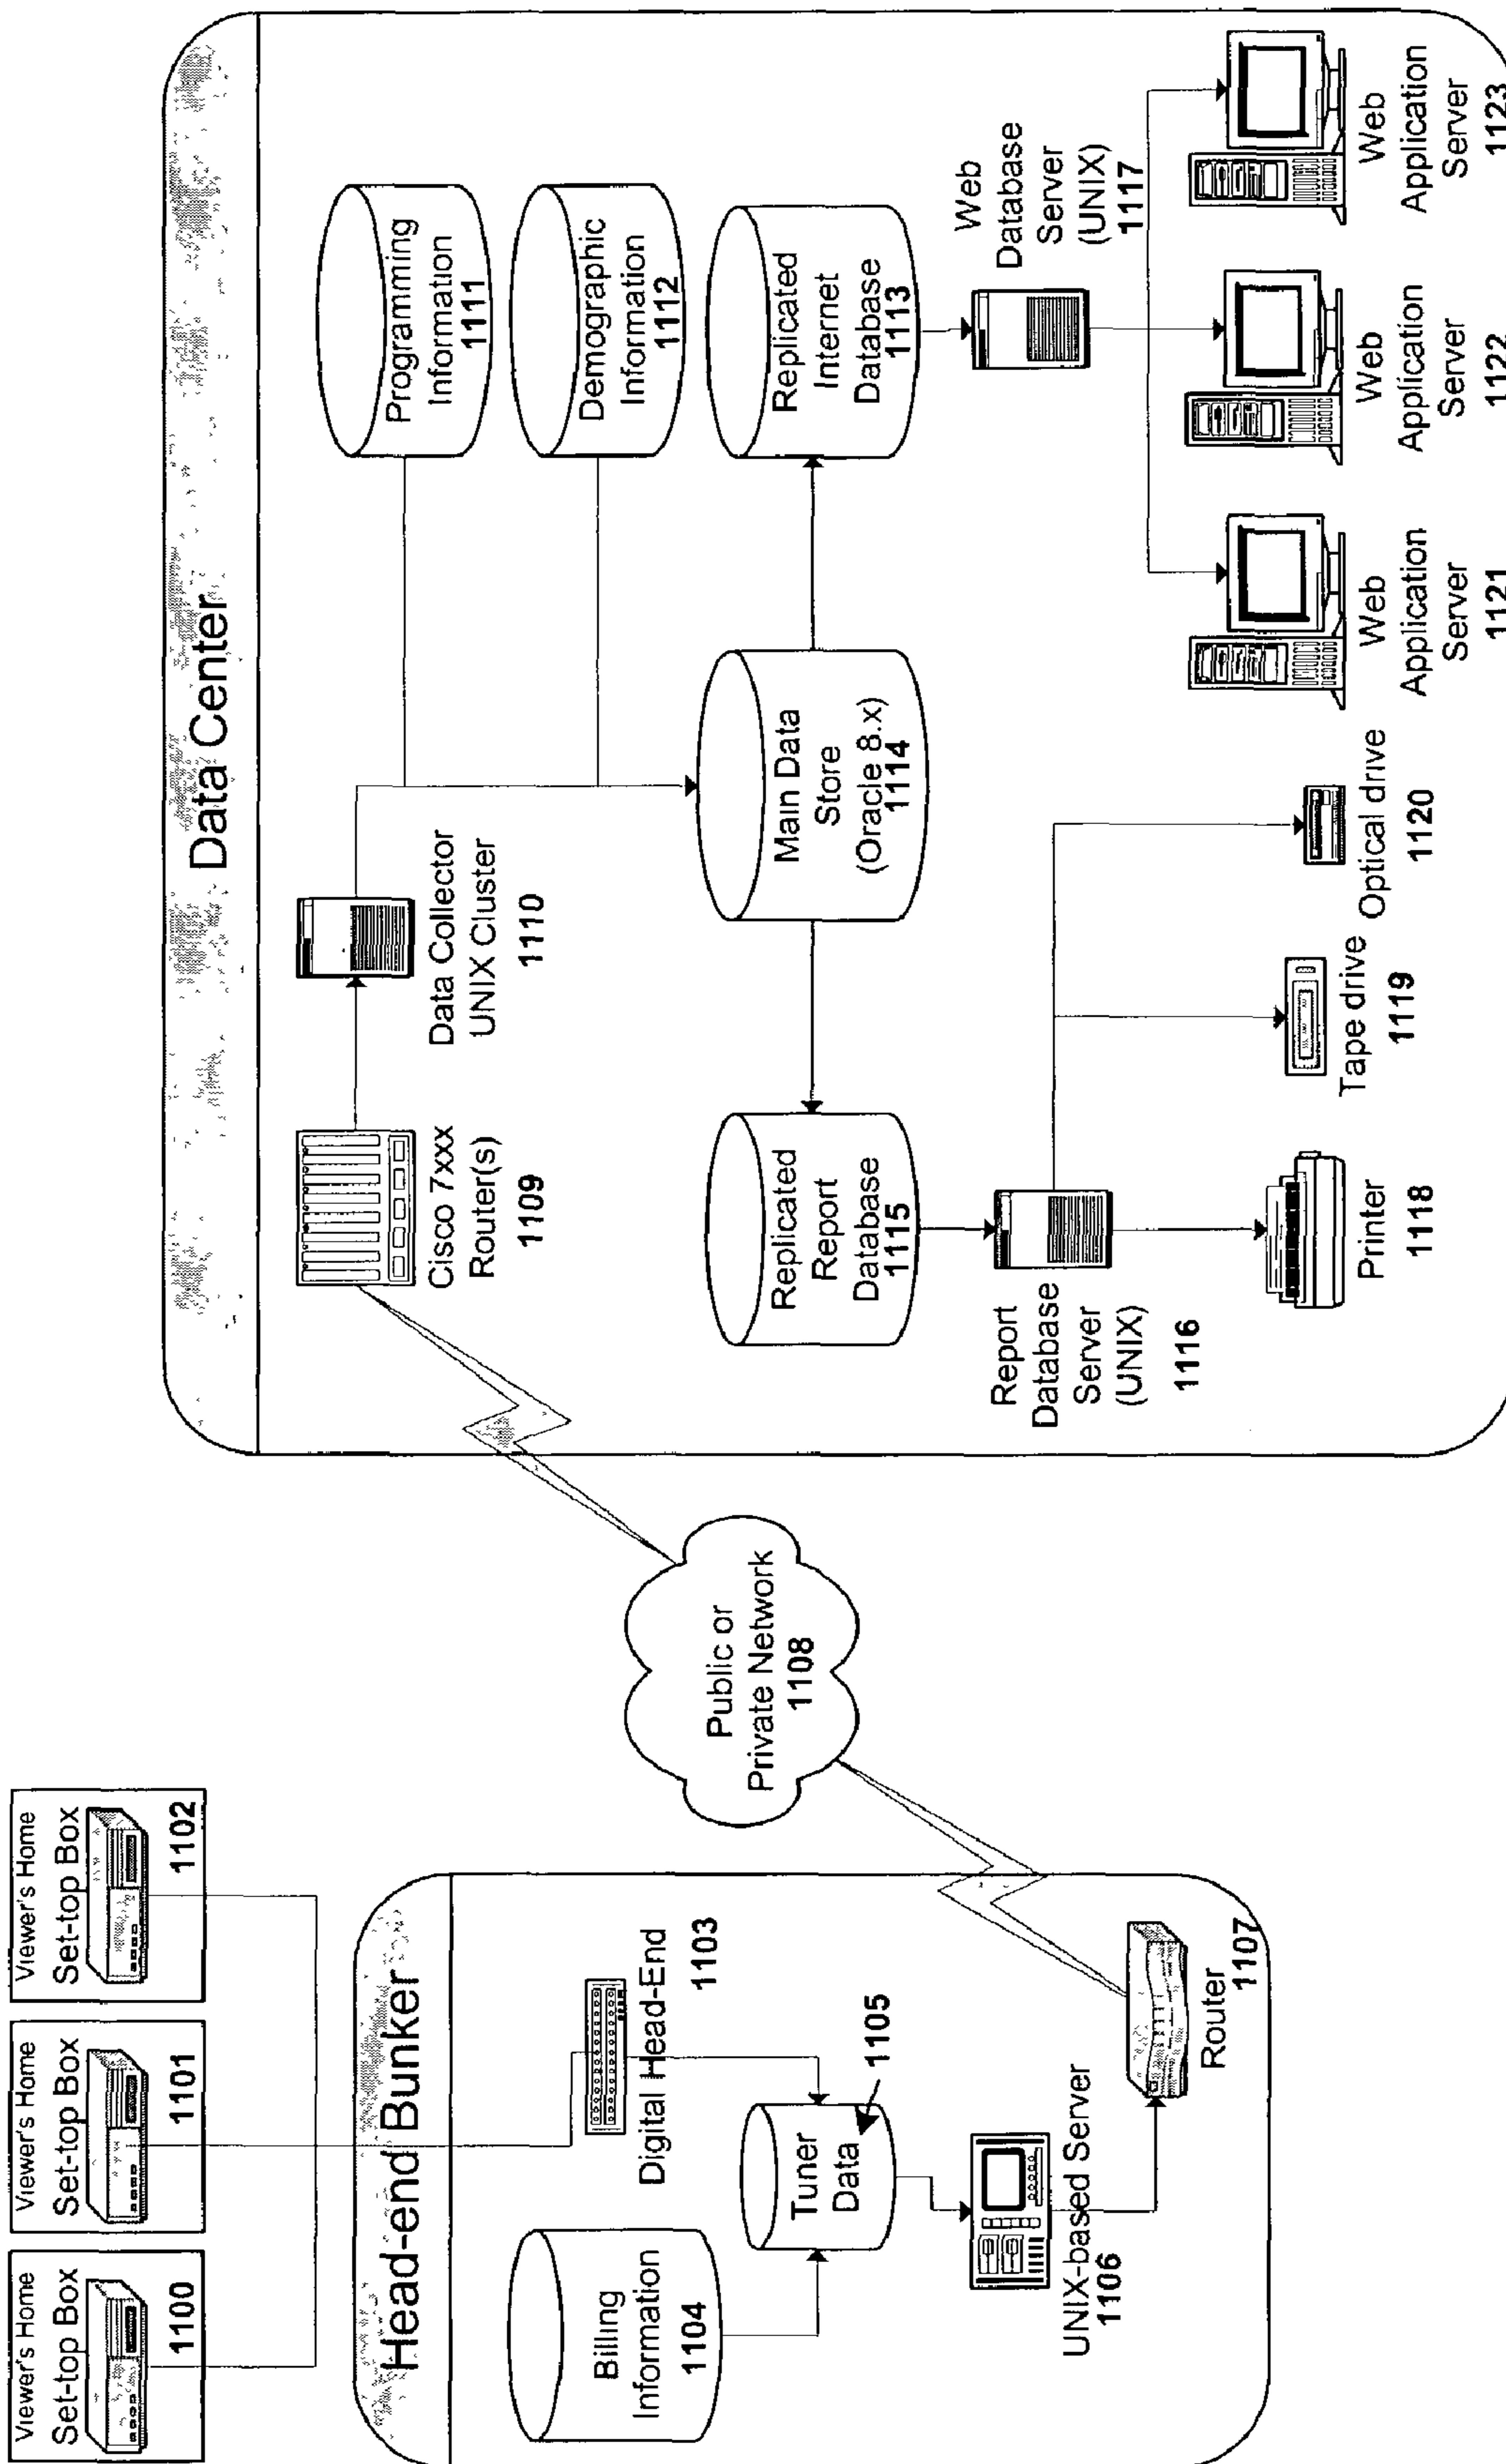 Viewer's Home
Set-top Box
1100
Viewer's Home
Set-top Box
1101
Viewer's Home
Set-top Box
1102
Head-end Bunker
Digital Head-End
1103
Billing
Information
1104
Tuner
Data
1105
UNIX-based Server
1106
Router
1107
Public or
Private Network
1108
Data Center
Cisco 7xxx
Router(s)
1109
Data Collector
UNIX Cluster
1110
Programming
Information
1111
Demographic
Information
1112
Replicated
Report
Database
1115
Main Data
Store
(Oracle 8.x)
1114
Replicated
Internet
Database
1113
Report
Database
Server
(UNIX)
1116
Web
Database
Server
(UNIX)
1117
Printer
1118
Tape drive
1119
Optical drive
1120
Web
Application
Server
1121
Web
Application
Server
1122
Web
Application
Server
1123